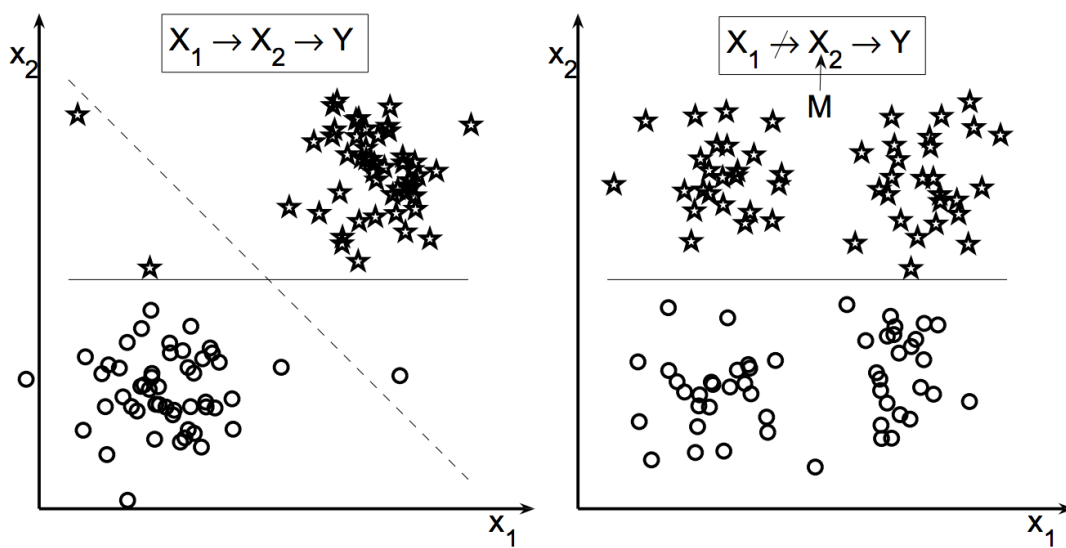 X₁ → X₂ → Y
x₂
x₁
X₁ ↛ X₂ → Y
M
x₂
x₁